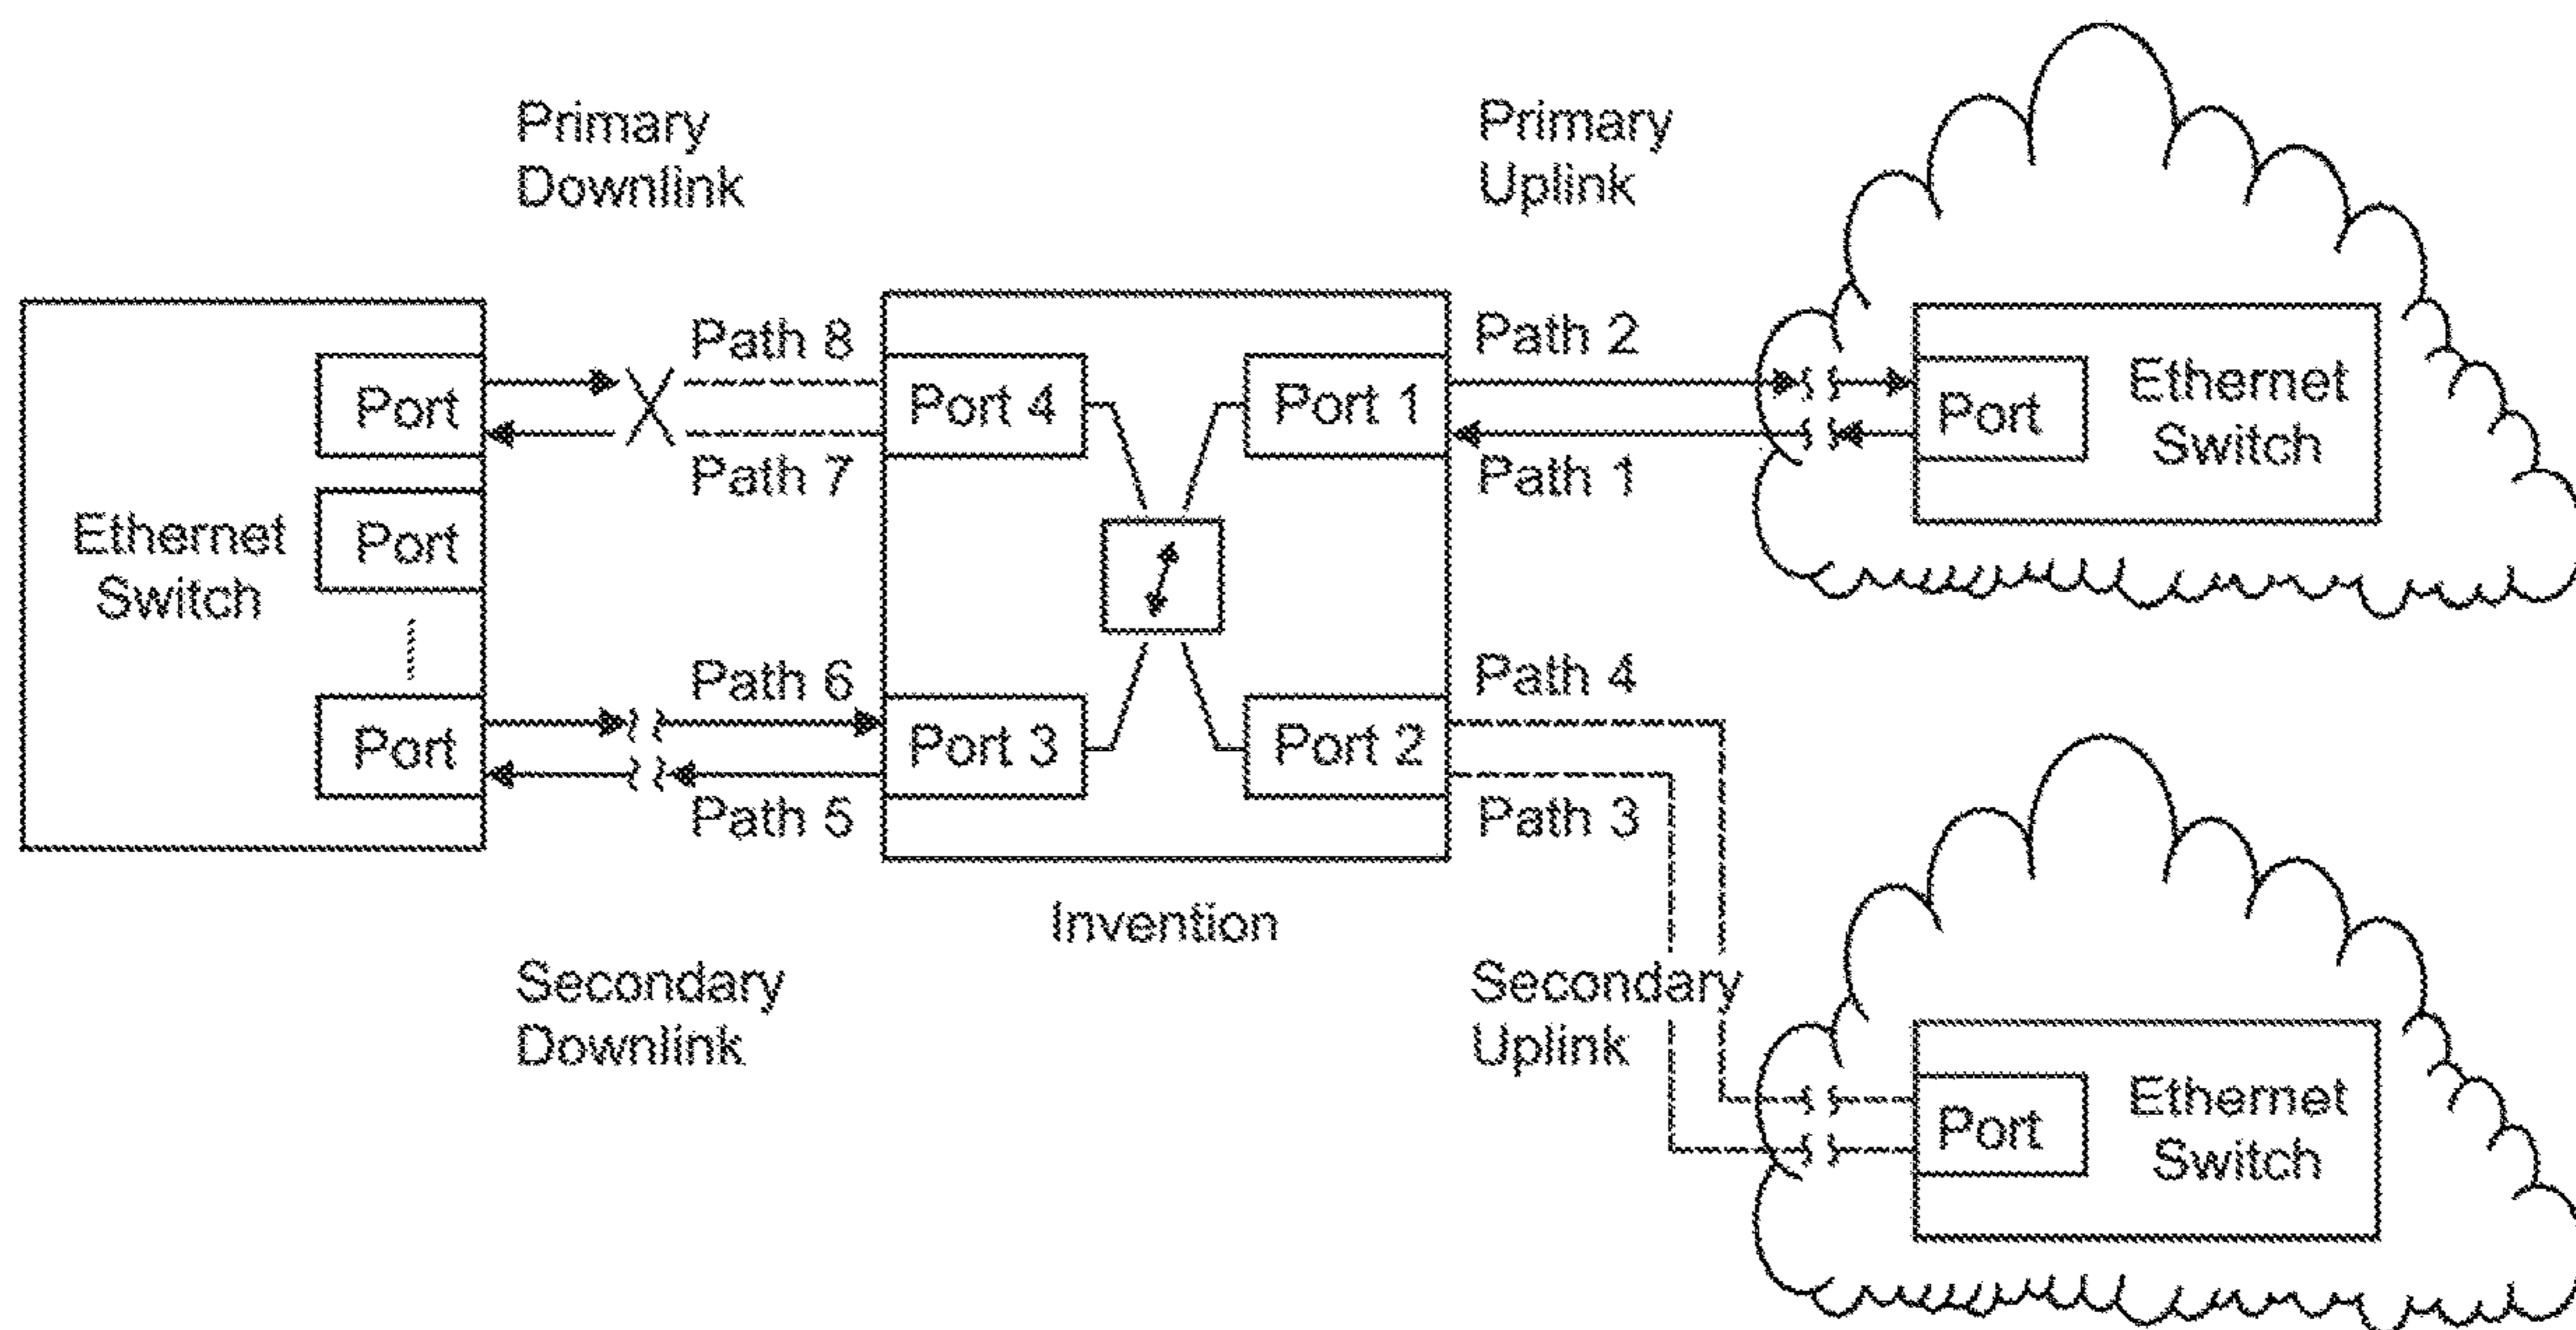 Primary
Downlink
Primary
Uplink
Path 8
Path 7
Path 2
Path 1
Port
Port
Port
Ethernet
Switch
Port 4
Port 1
Port 3
Port 2
Port
Ethernet
Switch
Path 6
Path 5
Path 4
Path 3
Invention
Secondary
Downlink
Secondary
Uplink
Port
Ethernet
Switch